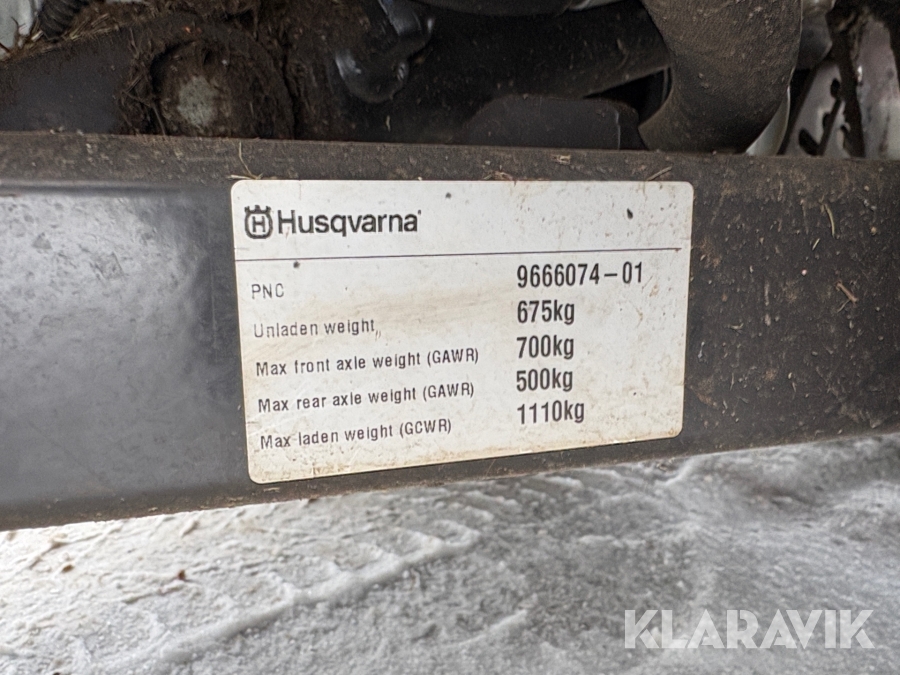 Husqvarna
PNC 9666074-01
Unladen weight 675kg
Max front axle weight (GAWR) 700kg
Max rear axle weight (GAWR) 500kg
Max laden weight (GCWR) 1110kg
KLARAVIK